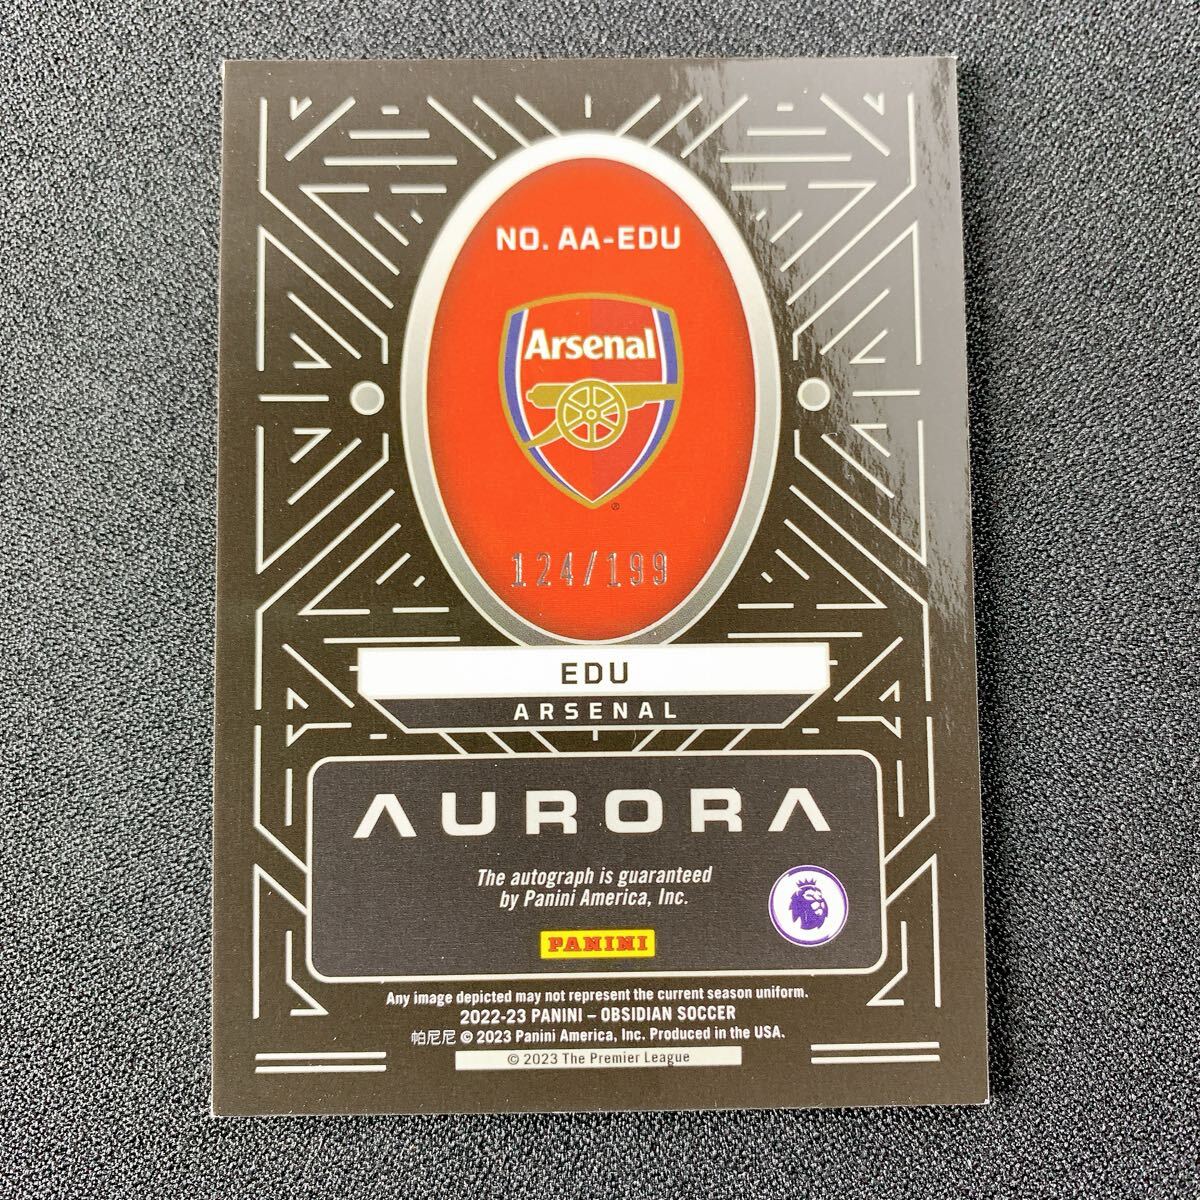 NO. AA-EDU
Arsenal
®
124/199
EDU
ARSENAL
AURORA
The autograph is guaranteed
by Panini America, Inc.
PANINI
Any image depicted may not represent the current season uniform.
2022-23 PANINI – OBSIDIAN SOCCER
帕尼尼 © 2023 Panini America, Inc. Produced in the USA.
© 2023 The Premier League